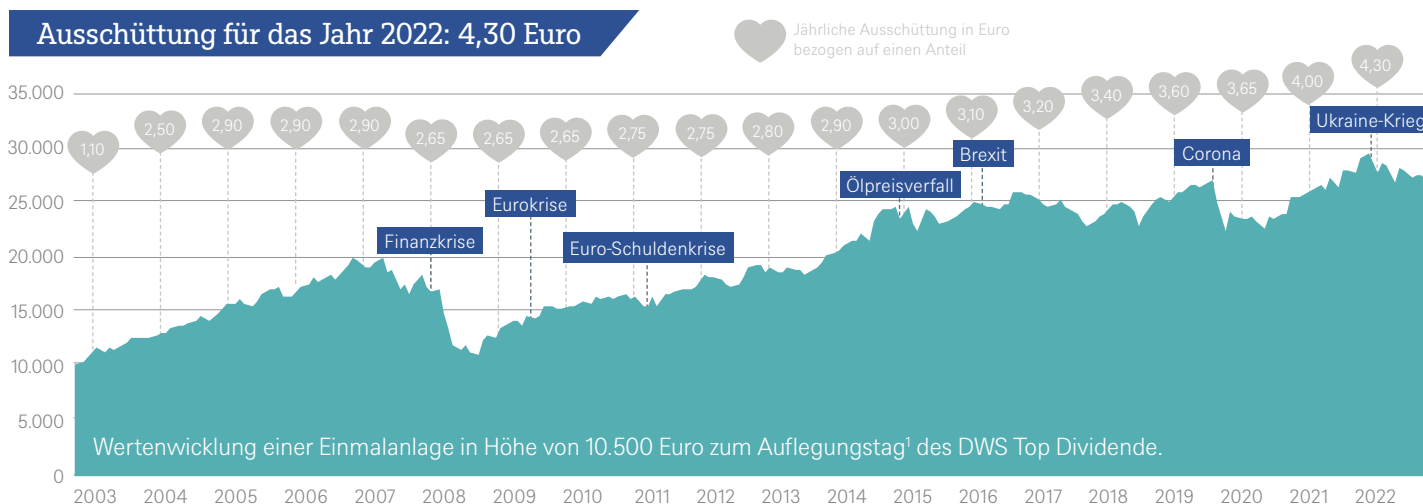 Ausschüttung für das Jahr 2022: 4,30 Euro
Jährliche Ausschüttung in Euro
bezogen auf einen Anteil
35.000
30.000
25.000
20.000
15.000
10.000
5.000
0
1,10
2,50
2,90
2,90
2,90
2,65
2,65
2,65
2,75
2,75
2,80
2,90
3,00
3,10
3,20
3,40
3,60
3,65
4,00
4,30
Finanzkrise
Eurokrise
Euro-Schuldenkrise
Ölpreisverfall
Brexit
Corona
Ukraine-Krieg
Wertenwicklung einer Einmalanlage in Höhe von 10.500 Euro zum Auflegungstag¹ des DWS Top Dividende.
2003 2004 2005 2006 2007 2008 2009 2010 2011 2012 2013 2014 2015 2016 2017 2018 2019 2020 2021 2022